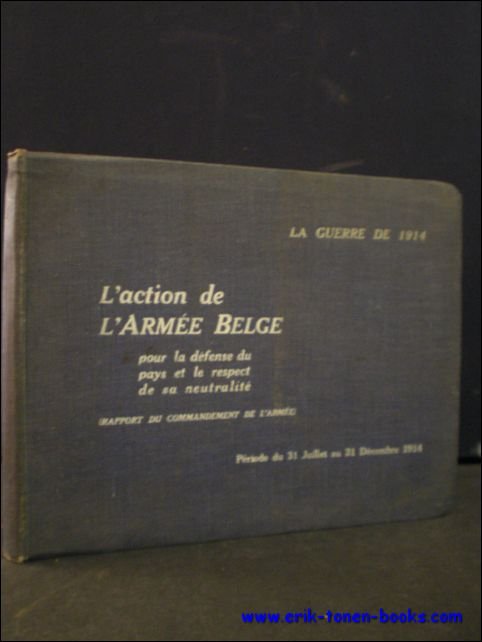 LA GUERRE DE 1914
L'action de
L'ARMÉE BELGE
pour la défense du
pays et le respect
de sa neutralité
(RAPPORT DU COMMANDEMENT DE L'ARMÉE)
Période du 31 Juillet au 31 Décembre 1914
www.erik-tonen-books.com